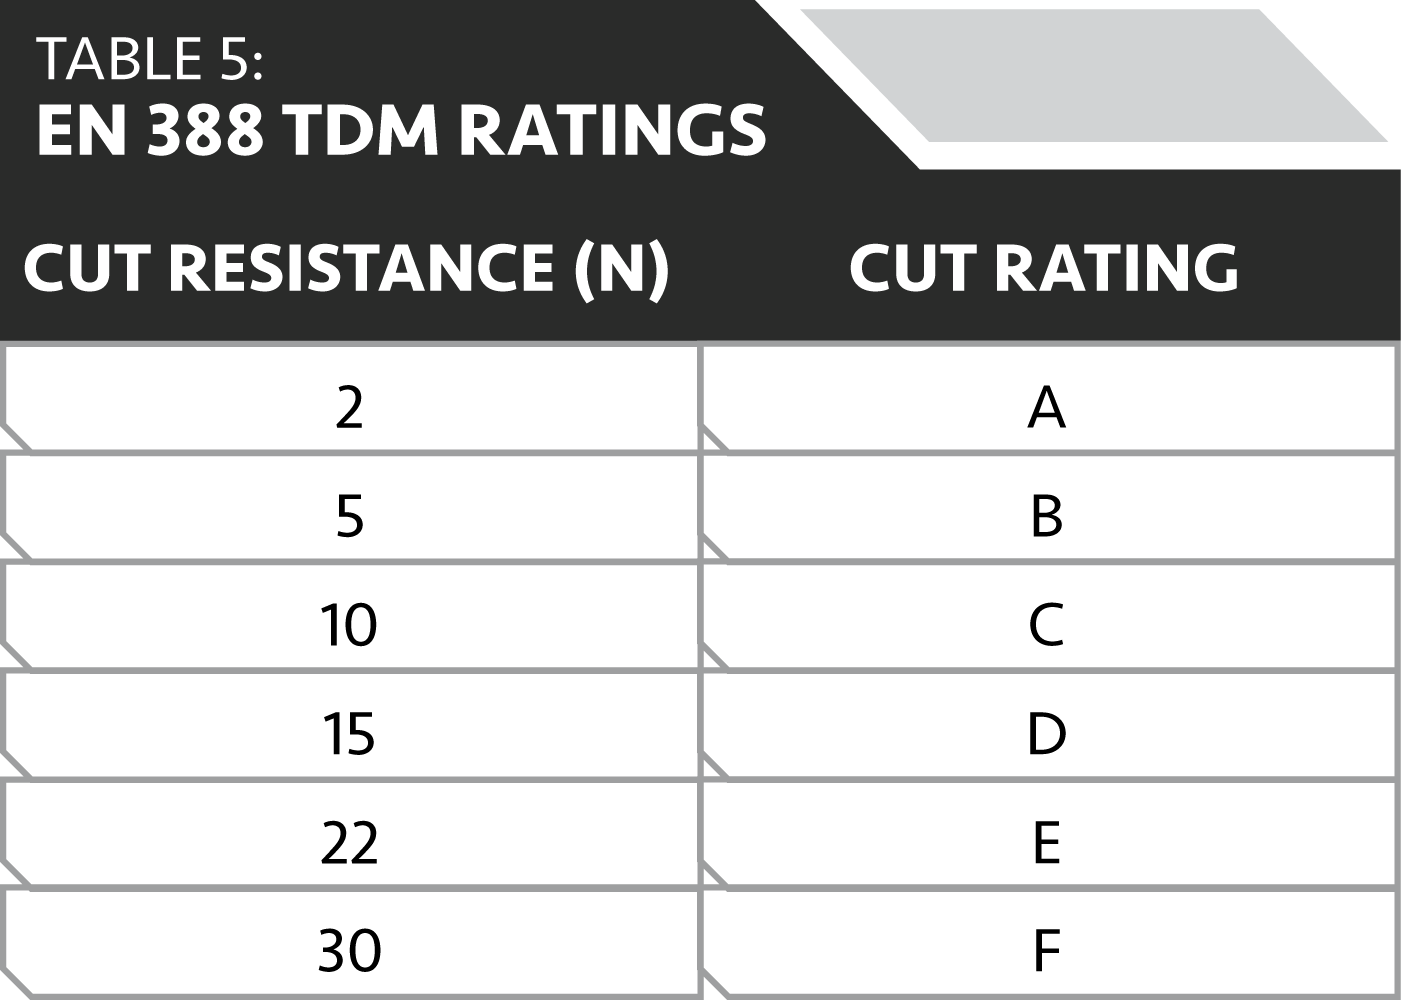 TABLE 5:
EN 388 TDM RATINGS
CUT RESISTANCE (N) CUT RATING
2 A
5 B
10 C
15 D
22 E
30 F